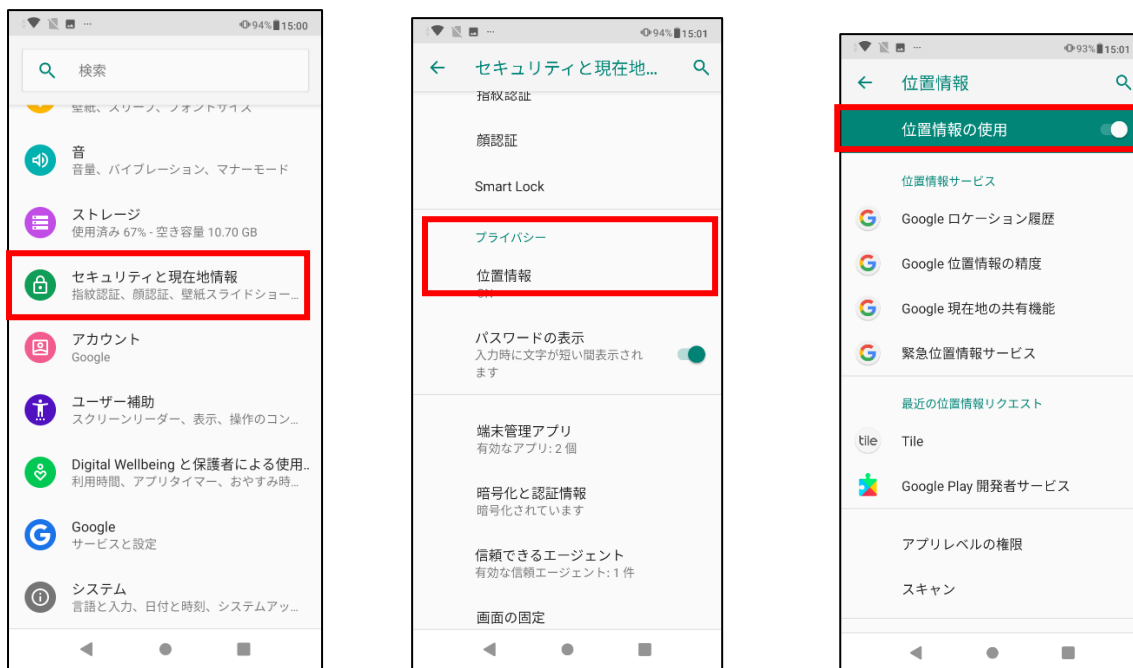 94% 15:00
検索
壁紙、スリープ、フォントサイズ
音
音量、バイブレーション、マナーモード
ストレージ
使用済み 67% - 空き容量 10.70 GB
セキュリティと現在地情報
指紋認証、顔認証、壁紙スライドショー...
アカウント
Google
ユーザー補助
スクリーンリーダー、表示、操作のコン...
Digital Wellbeing と保護者による使用..
利用時間、アプリタイマー、おやすみ時...
Google
サービスと設定
システム
言語と入力、日付と時刻、システムアッ...
94% 15:01
セキュリティと現在地...
指紋認証
顔認証
Smart Lock
プライバシー
位置情報
ON
パスワードの表示
入力時に文字が短い間表示され
ます
端末管理アプリ
有効なアプリ: 2 個
暗号化と認証情報
暗号化されています
信頼できるエージェント
有効な信頼エージェント: 1 件
画面の固定
93% 15:01
位置情報
位置情報の使用
位置情報サービス
Google ロケーション履歴
Google 位置情報の精度
Google 現在地の共有機能
緊急位置情報サービス
最近の位置情報リクエスト
tile Tile
Google Play 開発者サービス
アプリレベルの権限
スキャン